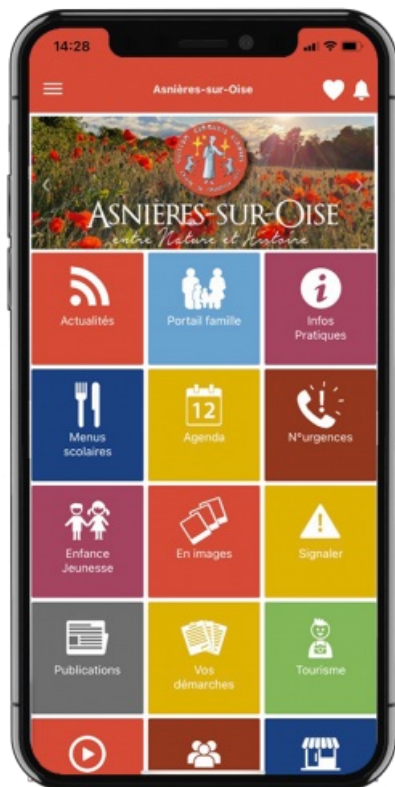 14:28
Asnières-sur-Oise
ASNIÈRES-SUR-OISE
entre Nature et Histoire
Actualités
Portail famille
Infos
Pratiques
Menus
scolaires
12
Agenda
N°urgences
Enfance
Jeunesse
En images
Signaler
Publications
Vos
démarches
Tourisme